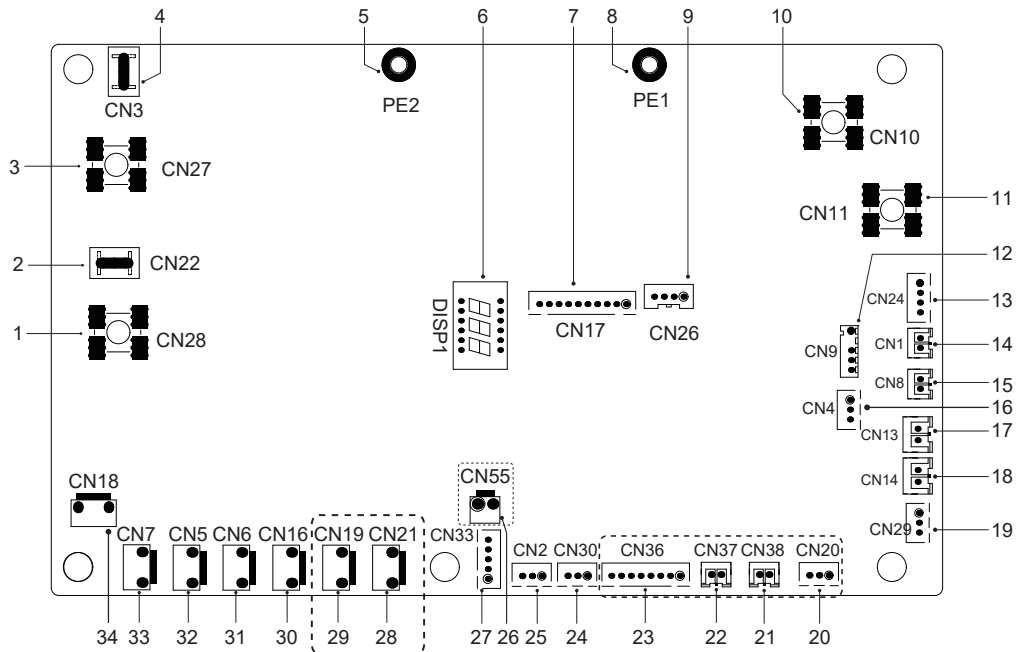 4 5 6 7 8 9 10
CN3 PE2 PE1
CN10
3 CN27
CN11 11
12
2 CN22
CN24 13
DISP1 CN17 CN26
1 CN28
CN9 CN1 14
CN8 15
CN4 16
CN13 17
CN18 CN55 CN14 18
CN7 CN5 CN6 CN16 CN19 CN21 CN33 CN29 19
CN2 CN30 CN36 CN37 CN38 CN20
34 33 32 31 30 29 28 27 26 25 24 23 22 21 20